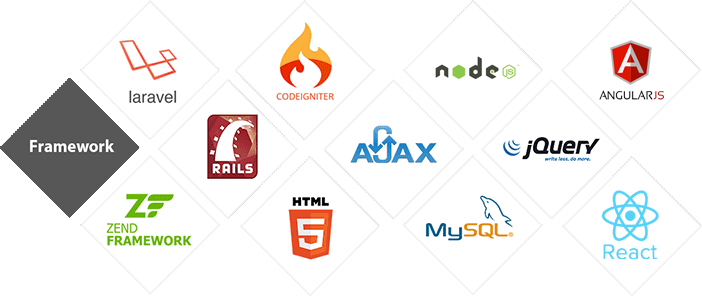 laravel
CODEIGNITER
node
JS
ANGULARJS
Framework
RAILS
AJAX
jQuery
write less, do more.
ZEND
FRAMEWORK
HTML
5
MySQL
React